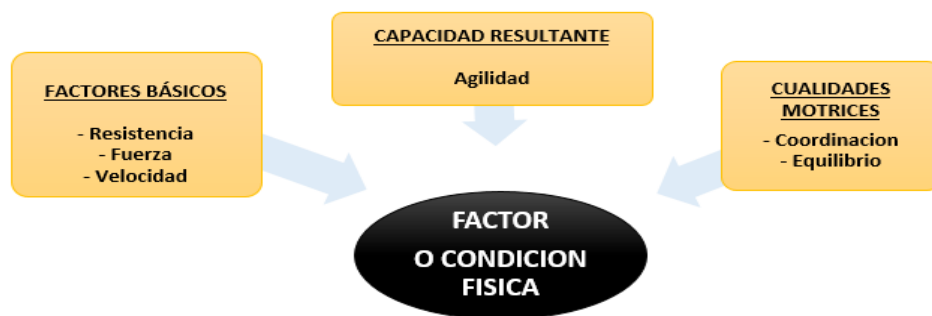 CAPACIDAD RESULTANTE
Agilidad
FACTORES BÁSICOS
- Resistencia
- Fuerza
- Velocidad
CUALIDADES
MOTRICES
- Coordinacion
- Equilibrio
FACTOR
O CONDICION
FISICA